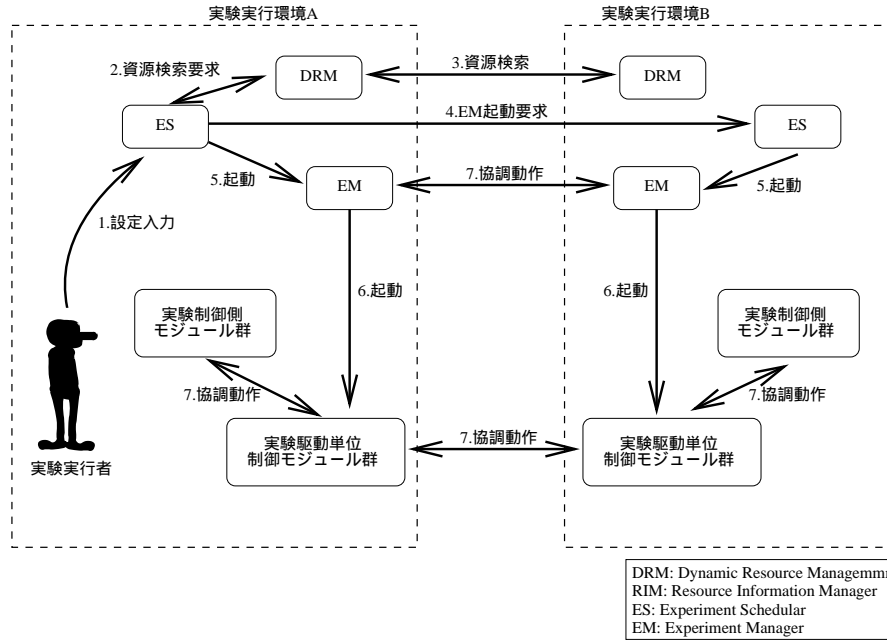 実験実行環境A
実験実行環境B
2.資源検索要求
DRM
3.資源検索
DRM
ES
4.EM起動要求
ES
5.起動
EM
7.協調動作
EM
5.起動
1.設定入力
6.起動
6.起動
実験制御側
モジュール群
実験制御側
モジュール群
7.協調動作
7.協調動作
実験駆動単位
制御モジュール群
7.協調動作
実験駆動単位
制御モジュール群
実験実行者
DRM: Dynamic Resource Managemm
RIM: Resource Information Manager
ES: Experiment Schedular
EM: Experiment Manager